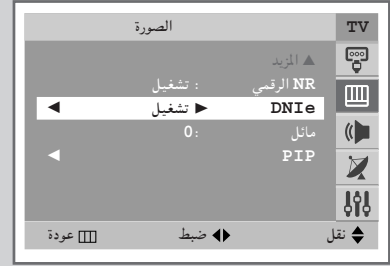 TV الصورة
▲ المزيد
NR الرقمي : تشغيل
DNIe ◄ تشغيل ►
مائل : 0
PIP ◄
نقل ضبط عودة